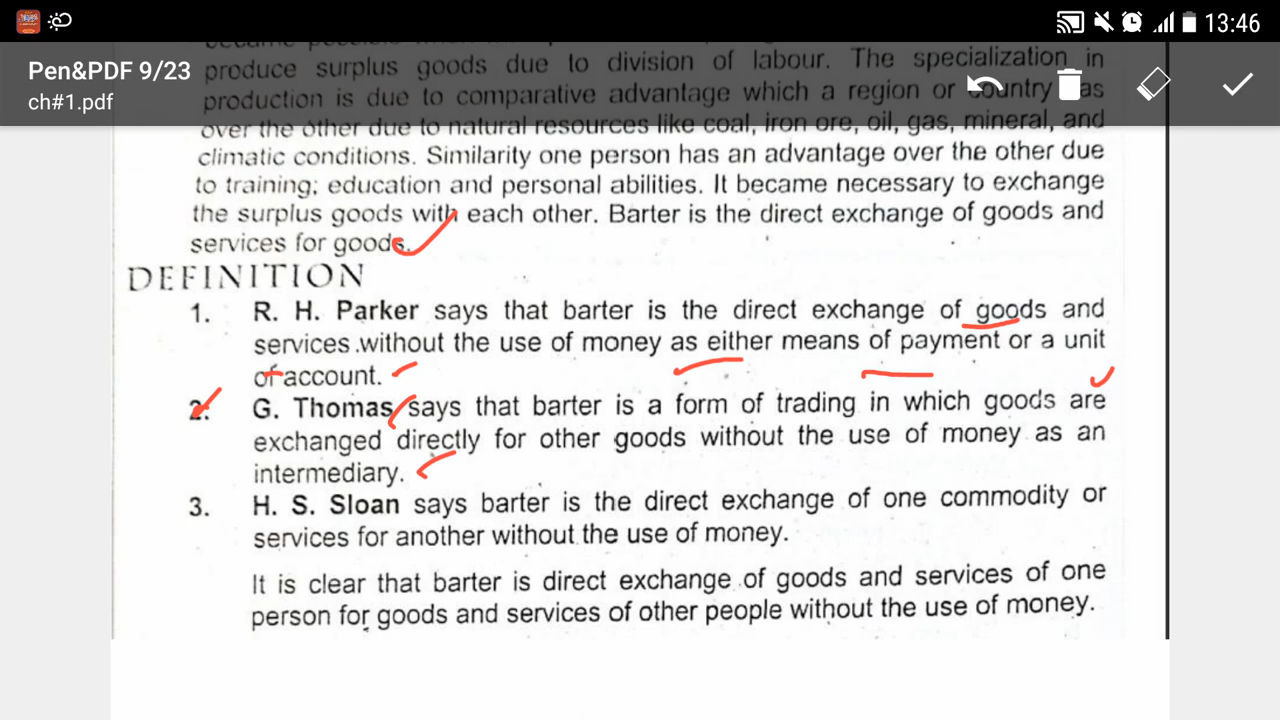 13:46
Pen&PDF 9/23
ch#1.pdf
produce surplus goods due to division of labour. The specialization in
production is due to comparative advantage which a region or country has
over the other due to natural resources like coal, iron ore, oil, gas, mineral, and
climatic conditions. Similarity one person has an advantage over the other due
to training; education and personal abilities. It became necessary to exchange
the surplus goods with each other. Barter is the direct exchange of goods and
services for goods.
DEFINITION
1. R. H. Parker says that barter is the direct exchange of goods and
services without the use of money as either means of payment or a unit
of account.
2. G. Thomas says that barter is a form of trading in which goods are
exchanged directly for other goods without the use of money as an
intermediary.
3. H. S. Sloan says barter is the direct exchange of one commodity or
services for another without the use of money.
It is clear that barter is direct exchange of goods and services of one
person for goods and services of other people without the use of money.